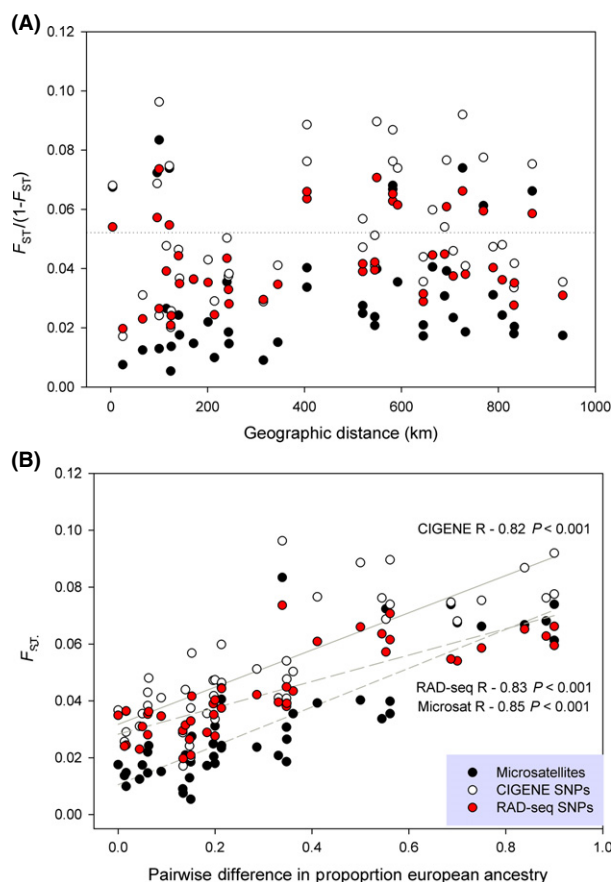 (A)
0.12
0.10
0.08
0.06
0.04
0.02
0.00
FST/(1-FST)
0 200 400 600 800 1000
Geographic distance (km)
(B)
0.12
0.10
0.08
0.06
0.04
0.02
0.00
FST.
CIGENE R - 0.82 P < 0.001
RAD-seq R - 0.83 P < 0.001
Microsat R - 0.85 P < 0.001
Microsatellites
CIGENE SNPs
RAD-seq SNPs
0.0 0.2 0.4 0.6 0.8 1.0
Pairwise difference in propoprtion european ancestry